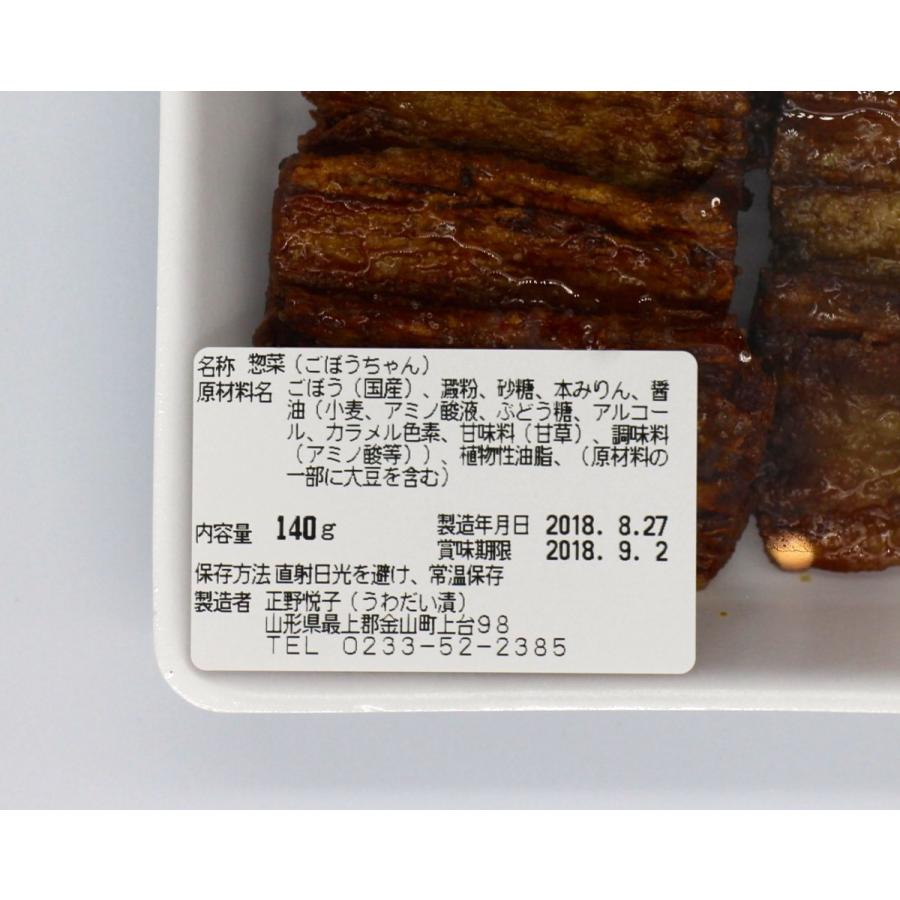 名称 惣菜（ごぼうちゃん）
原材料名 ごぼう（国産）、澱粉、砂糖、本みりん、醤
油（小麦、アミノ酸液、ぶどう糖、アルコー
ル、カラメル色素、甘味料（甘草）、調味料
（アミノ酸等））、植物性油脂、（原材料の
一部に大豆を含む）
内容量 140g 製造年月日 2018. 8.27
賞味期限 2018. 9. 2
保存方法 直射日光を避け、常温保存
製造者 正野悦子（うわだい漬）
山形県最上郡金山町上台98
TEL 0233-52-2385